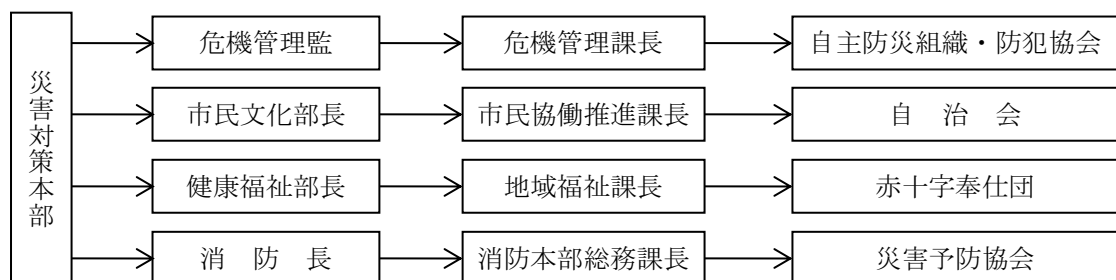 災害対策本部
危機管理監
危機管理課長
自主防災組織・防犯協会
市民文化部長
市民協働推進課長
自　治　会
健康福祉部長
地域福祉課長
赤十字奉仕団
消　防　長
消防本部総務課長
災害予防協会